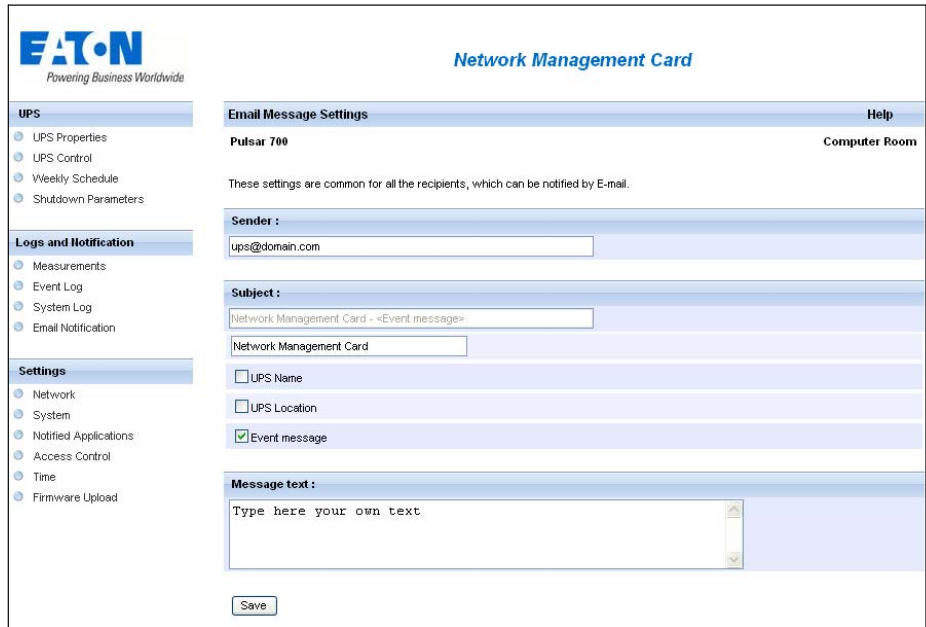 EATON
Powering Business Worldwide
Network Management Card
UPS
UPS Properties
UPS Control
Weekly Schedule
Shutdown Parameters
Logs and Notification
Measurements
Event Log
System Log
Email Notification
Settings
Network
System
Notified Applications
Access Control
Time
Firmware Upload
Email Message Settings Help
Pulsar 700 Computer Room
These settings are common for all the recipients, which can be notified by E-mail.
Sender :
ups@domain.com
Subject :
Network Management Card - <Event message>
Network Management Card
UPS Name
UPS Location
Event message
Message text :
Type here your own text
Save